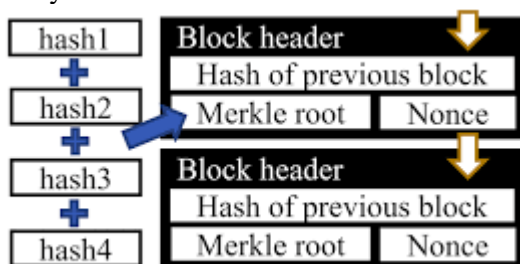 hash1
+
hash2
+
hash3
+
hash4
Block header
Hash of previous block
Merkle root
Nonce
Block header
Hash of previous block
Merkle root
Nonce